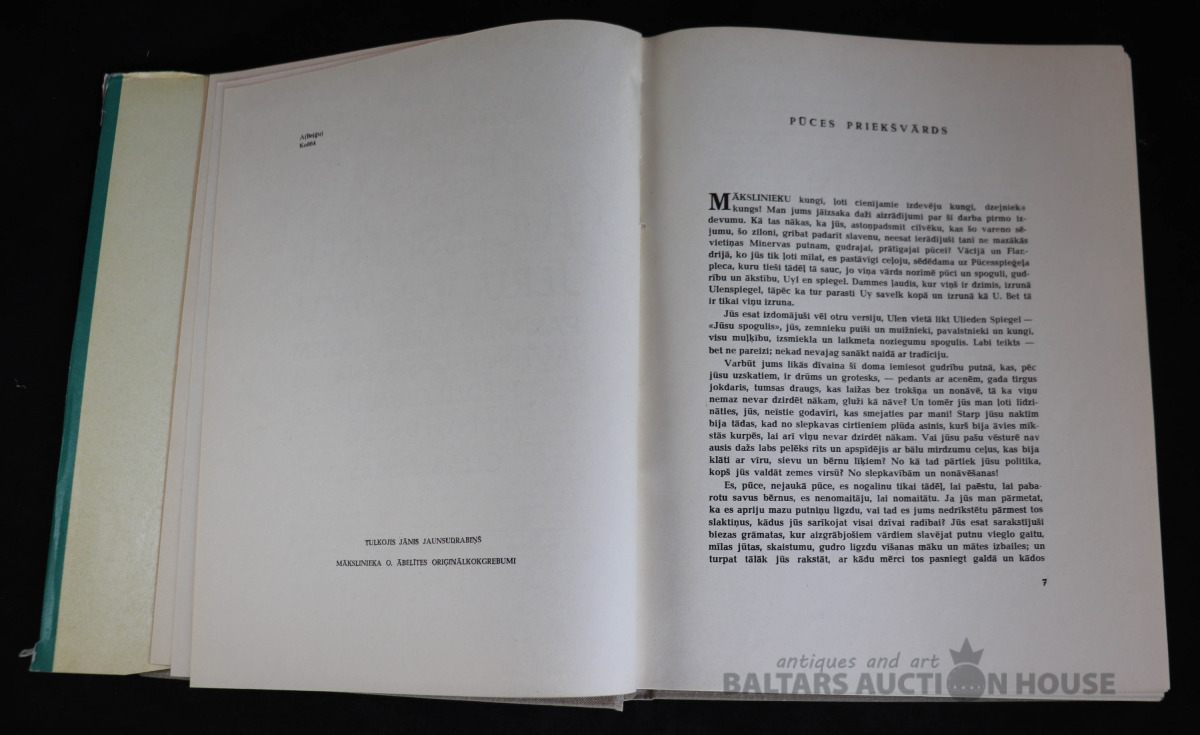 A(Beļģu)
Ko664
TULKOJIS JĀNIS JAUNSUDRABIŅŠ
MĀKSLINIEKA O. ĀBELĪTES ORIĢINĀLKOKGREBUMI
PŪCES PRIEKŠVĀRDS
MĀKSLINIEKU kungi, ļoti cienījamie izdevēju kungi, dzejnieka
kungs! Man jums jāizsaka daži aizrādījumi par šī darba pirmo iz-
devumu. Kā tas nākas, ka jūs, astoņpadsmit cilvēku, kas šo vareno sē-
jumu, šo ziloni, gribat padarīt slavenu, neesat ierādījuši tanī ne mazākās
vietiņas Minervas putnam, gudrajai, prātīgajai pūcei? Vācijā un Flan-
drijā, ko jūs tik ļoti mīlat, es pastāvīgi ceļoju, sēdēdama uz Pūcesspieģeļa
pleca, kuru tieši tādēļ tā sauc, jo viņa vārds nozīmē pūci un spoguli, gud-
rību un ākstību, Uyl en spiegel. Dammes ļaudis, kur viņš ir dzimis, izrunā
Ulenspiegel, tāpēc ka tur parasti Uy savelk kopā un izrunā kā U. Bet tā
ir tikai viņu izruna.
Jūs esat izdomājuši vēl otru versiju, Ulen vietā likt Ulieden Spiegel —
«Jūsu spogulis», jūs, zemnieku puiši un muižnieki, pavalstnieki un kungi,
visu muļķību, izsmiekla un laikmeta noziegumu spogulis. Labi teikts —
bet ne pareizi; nekad nevajag sanākt naidā ar tradīciju.
Varbūt jums likās dīvaina šī doma iemiesot gudrību putnā, kas, pēc
jūsu uzskatiem, ir drūms un grotesks, — pedants ar acenēm, gada tirgus
jokdaris, tumsas draugs, kas laižas bez trokšņa un nonāvē, tā ka viņu
nemaz nevar dzirdēt nākam, gluži kā nāve? Un tomēr jūs man ļoti līdzi-
nāties, jūs, neīstie godavīri, kas smejaties par mani! Starp jūsu naktīm
bija tādas, kad no slepkavas cirtieniem plūda asinis, kurš bija āvies mīk-
stās kurpēs, lai arī viņu nevar dzirdēt nākam. Vai jūsu pašu vēsturē nav
ausis dažs labs pelēks rīts un apspīdējis ar bālu mirdzumu ceļus, kas bija
klāti ar vīru, sievu un bērnu līķiem? No kā tad pārtiek jūsu politika,
kopš jūs valdāt zemes virsū? No slepkavībām un nonāvēšanas!
Es, pūce, nejaukā pūce, es nogalinu tikai tādēļ, lai paēstu, lai paba-
rotu savus bērnus, es nenomaitāju, lai nomaitātu. Ja jūs man pārmetat,
ka es apriju mazu putniņu ligzdu, vai tad es jums nedrīkstētu pārmest tos
slaktiņus, kādus jūs sarīkojat visai dzīvai radībai? Jūs esat sarakstījuši
biezas grāmatas, kur aizgrābjošiem vārdiem slavējat putnu vieglo gaitu,
mīlas jūtas, skaistumu, gudro ligzdu vīšanas māku un mātes izbailes; un
turpat tālāk jūs rakstāt, ar kādu mērci tos pasniegt galdā un kādos
7
antiques and art
BALTARS AUCTION HOUSE